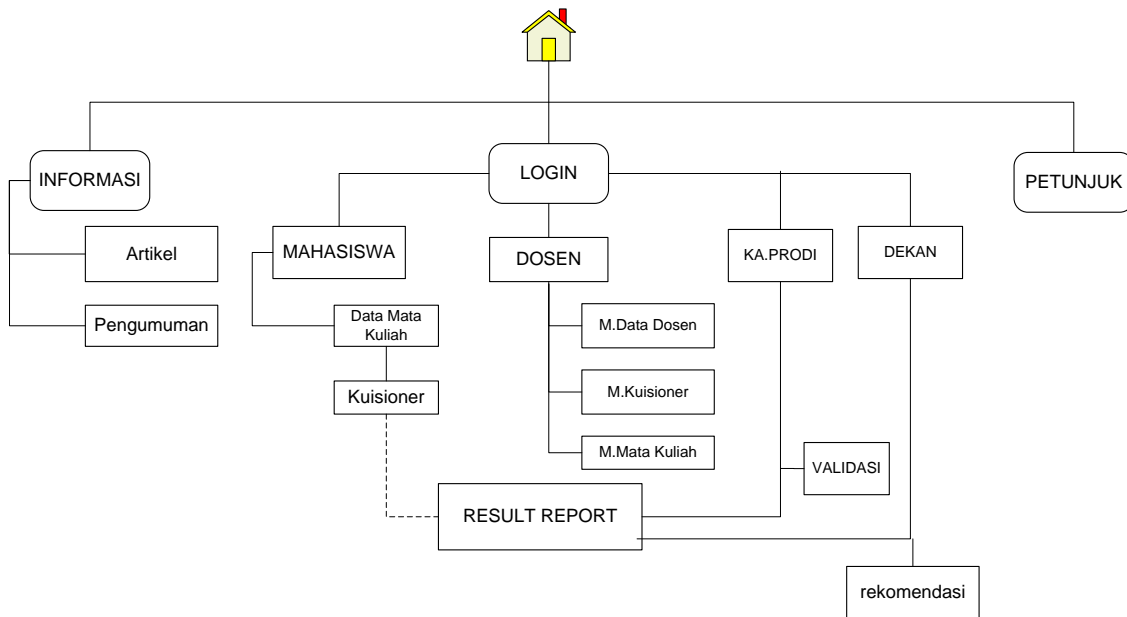 INFORMASI
LOGIN
PETUNJUK
Artikel
MAHASISWA
DOSEN
KA.PRODI
DEKAN
Pengumuman
Data Mata
Kuliah
M.Data Dosen
Kuisioner
M.Kuisioner
M.Mata Kuliah
VALIDASI
RESULT REPORT
rekomendasi